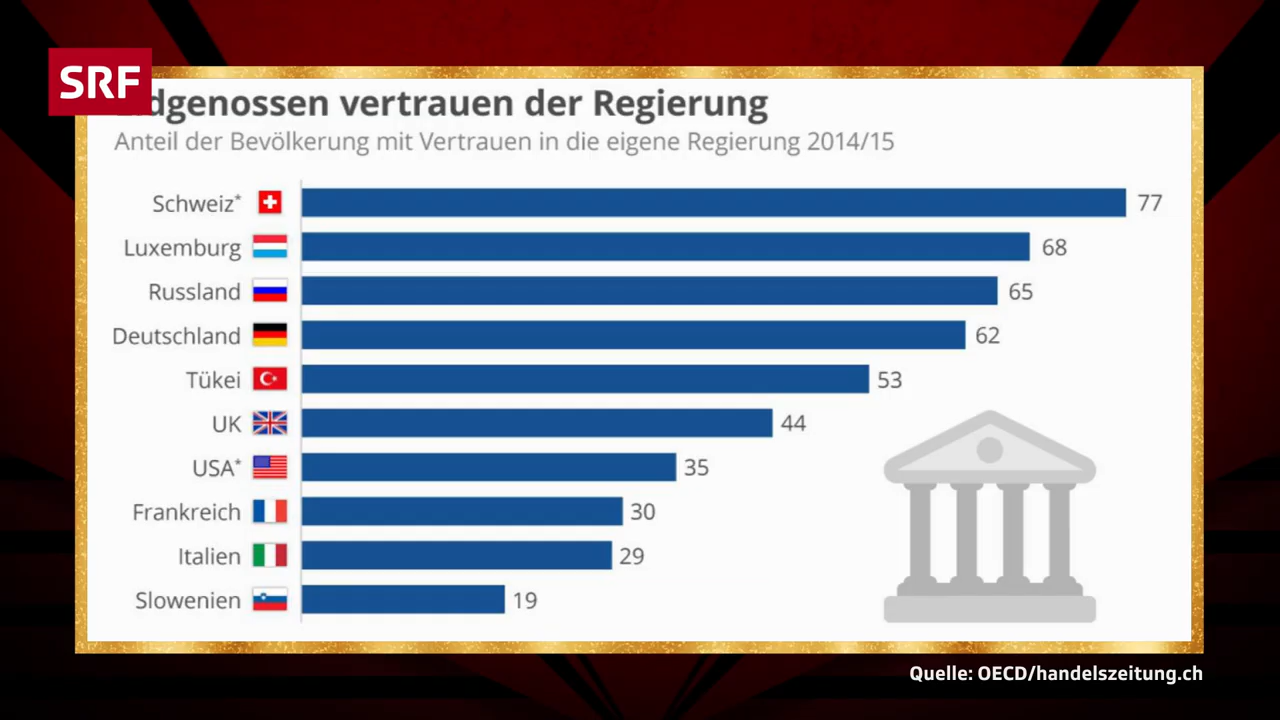 SRF
dgenossen vertrauen der Regierung
Anteil der Bevölkerung mit Vertrauen in die eigene Regierung 2014/15
Schweiz* 77
Luxemburg 68
Russland 65
Deutschland 62
Tükei 53
UK 44
USA* 35
Frankreich 30
Italien 29
Slowenien 19
Quelle: OECD/handelszeitung.ch